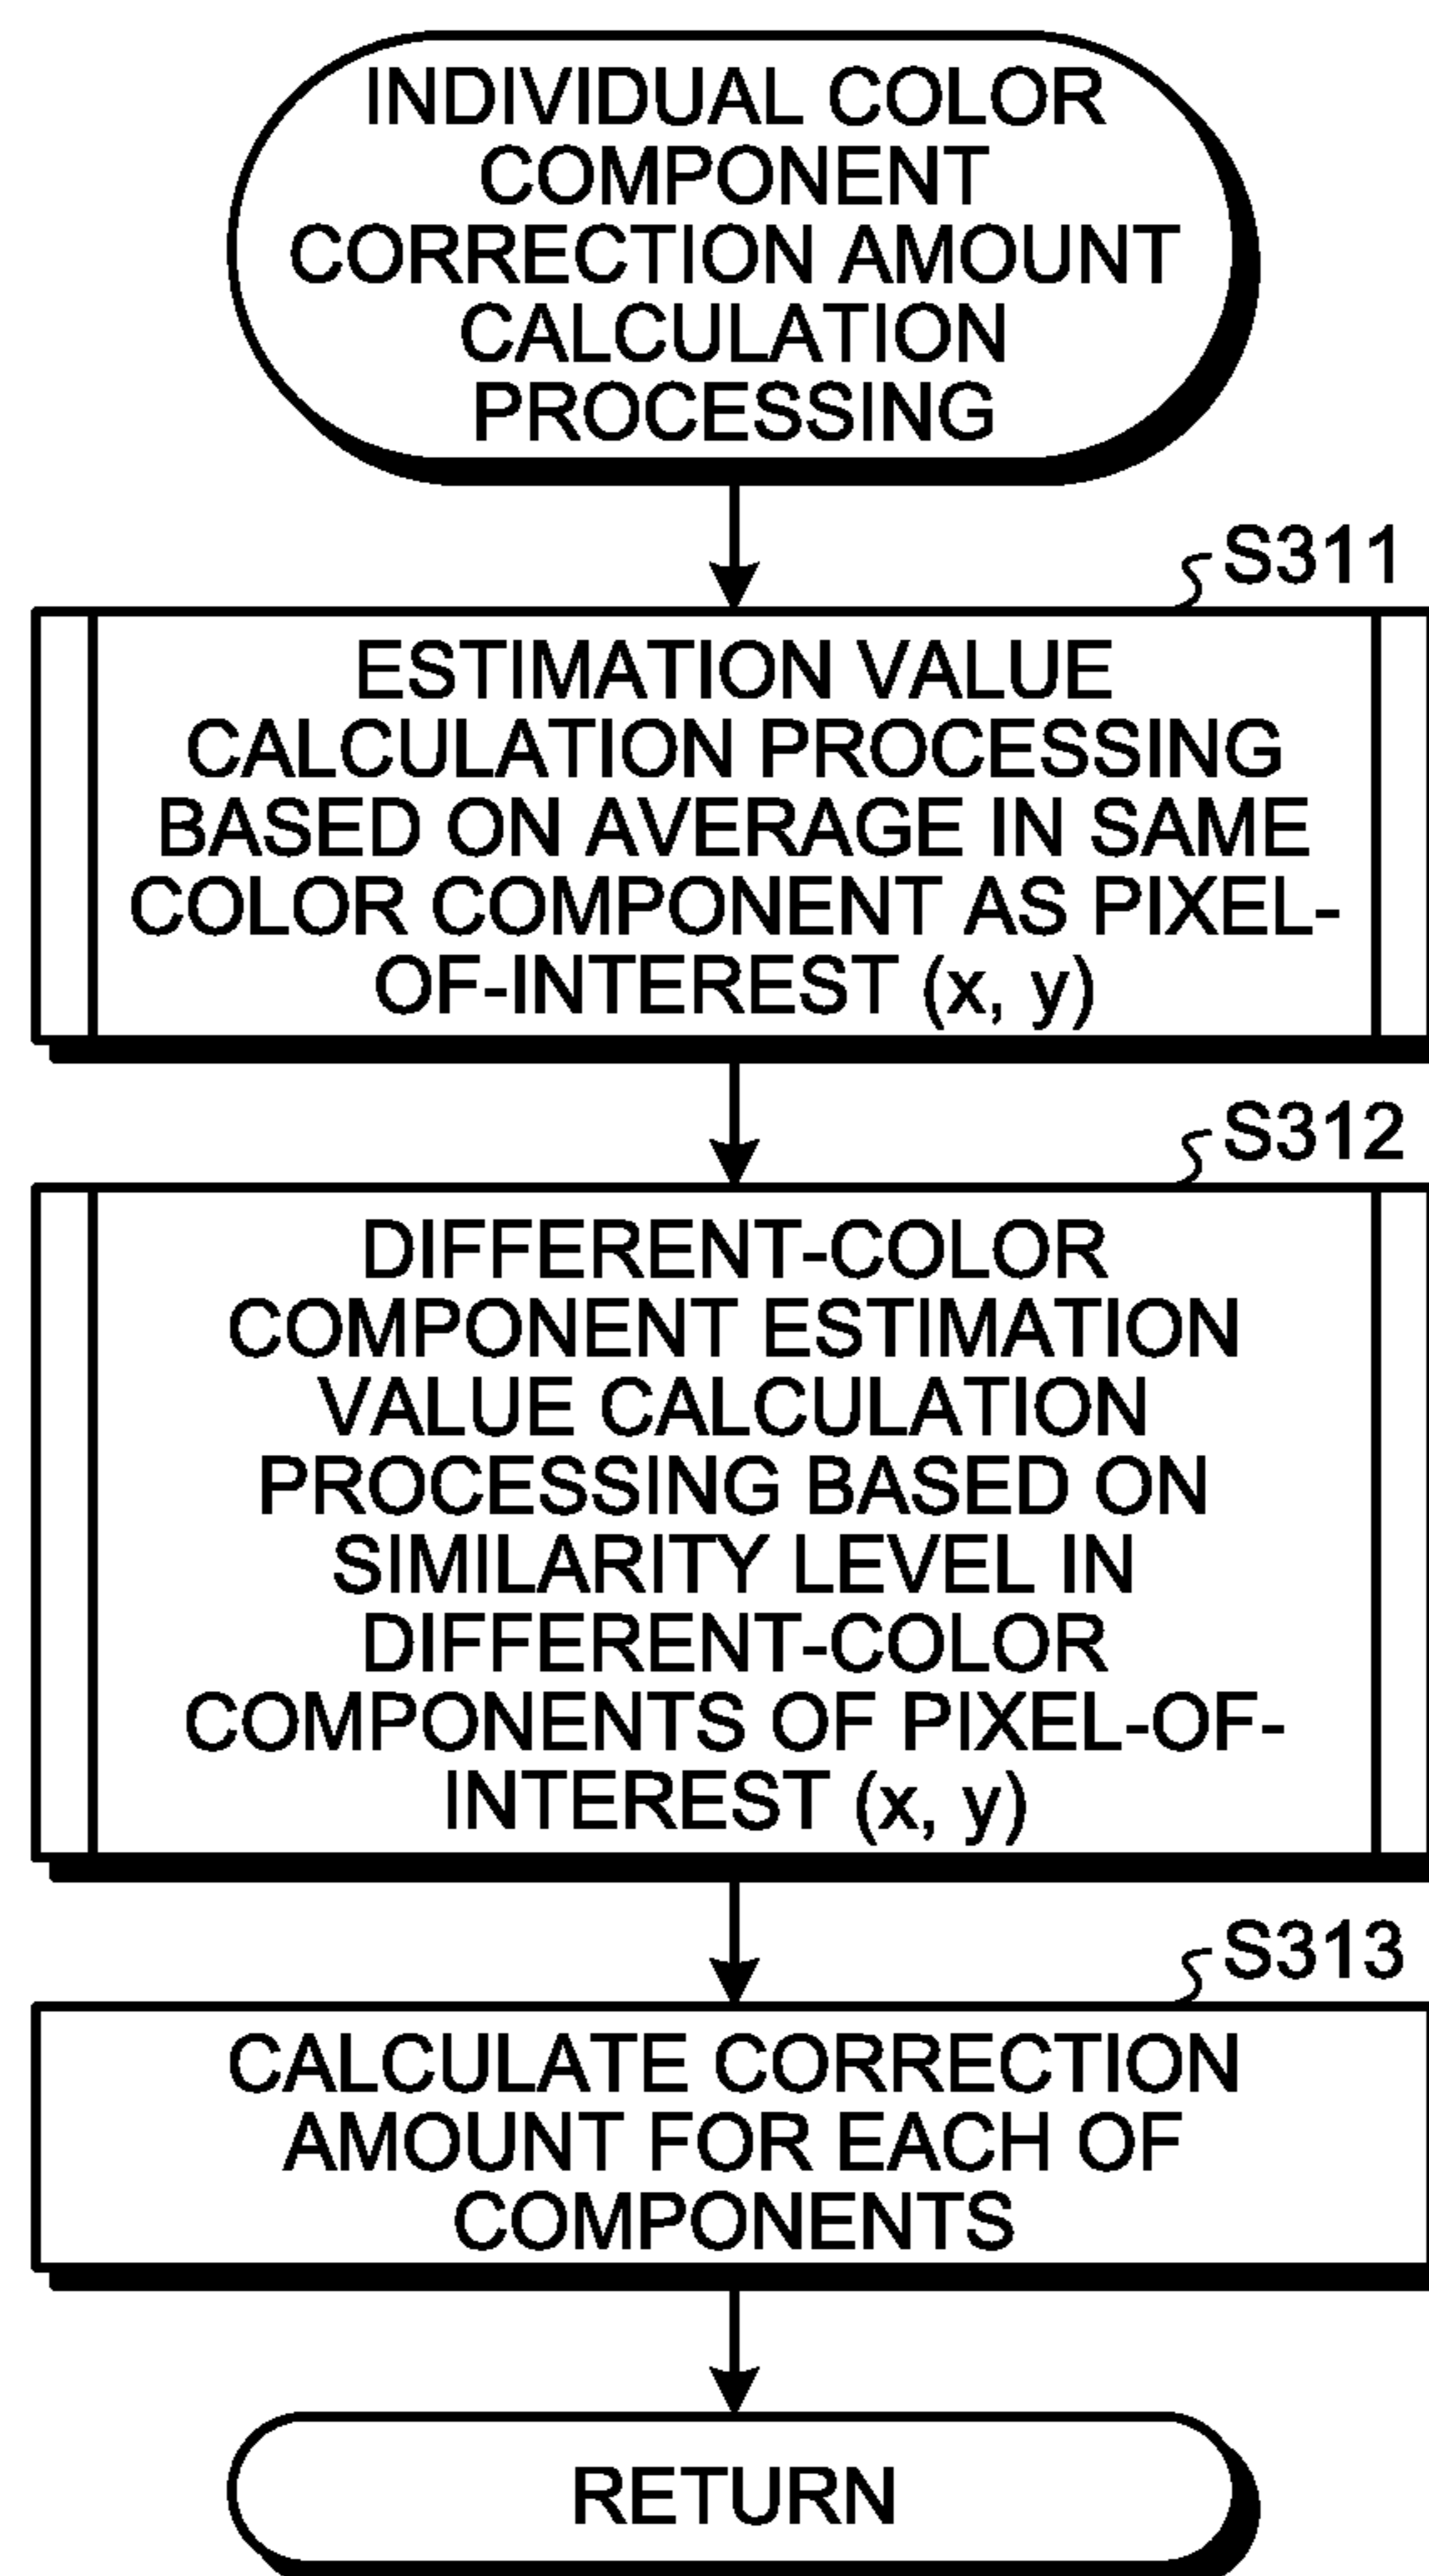 INDIVIDUAL COLOR
COMPONENT
CORRECTION AMOUNT
CALCULATION
PROCESSING
S311
ESTIMATION VALUE
CALCULATION PROCESSING
BASED ON AVERAGE IN SAME
COLOR COMPONENT AS PIXEL-
OF-INTEREST (x, y)
S312
DIFFERENT-COLOR
COMPONENT ESTIMATION
VALUE CALCULATION
PROCESSING BASED ON
SIMILARITY LEVEL IN
DIFFERENT-COLOR
COMPONENTS OF PIXEL-OF-
INTEREST (x, y)
S313
CALCULATE CORRECTION
AMOUNT FOR EACH OF
COMPONENTS
RETURN